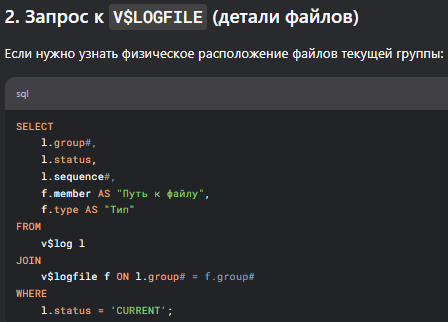 2. Запрос к V$LOGFILE (детали файлов)
Если нужно узнать физическое расположение файлов текущей группы:
sql
SELECT
    l.group#,
    l.status,
    l.sequence#,
    f.member AS "Путь к файлу",
    f.type AS "Тип"
FROM
    v$log l
JOIN
    v$logfile f ON l.group# = f.group#
WHERE
    l.status = 'CURRENT';